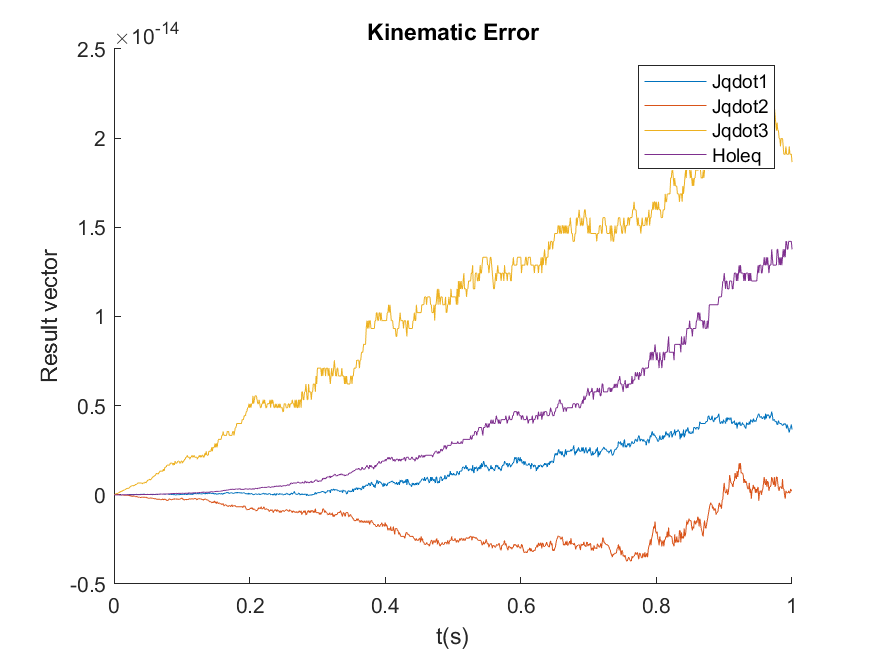 Kinematic Error
×10-14
2.5
2
1.5
1
0.5
0
-0.5
Result vector
0
0.2
0.4
0.6
0.8
1
t(s)
Jqdot1
Jqdot2
Jqdot3
Holeq